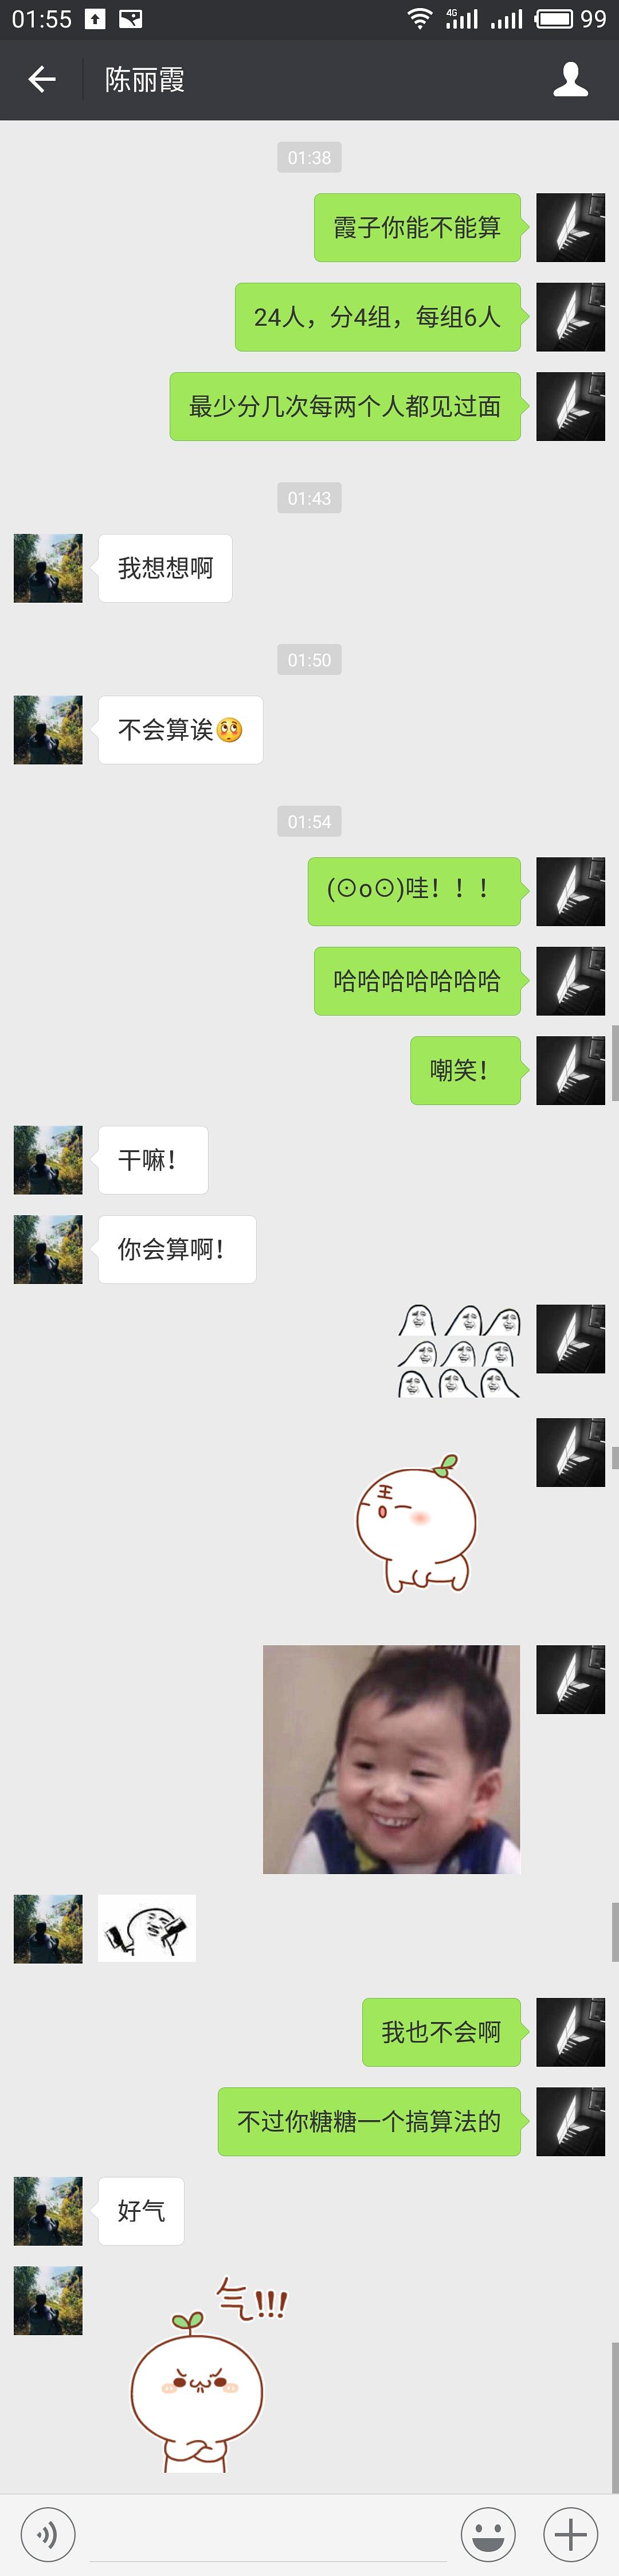 01:55
4G
99
陈丽霞
01:38
霞子你能不能算
24人，分4组，每组6人
最少分几次每两个人都见过面
01:43
我想想啊
01:50
不会算诶🥺
01:54
(⊙o⊙)哇！！！
哈哈哈哈哈哈哈
嘲笑！
干嘛！
你会算啊！
王
我也不会啊
不过你糖糖一个搞算法的
好气
气!!!